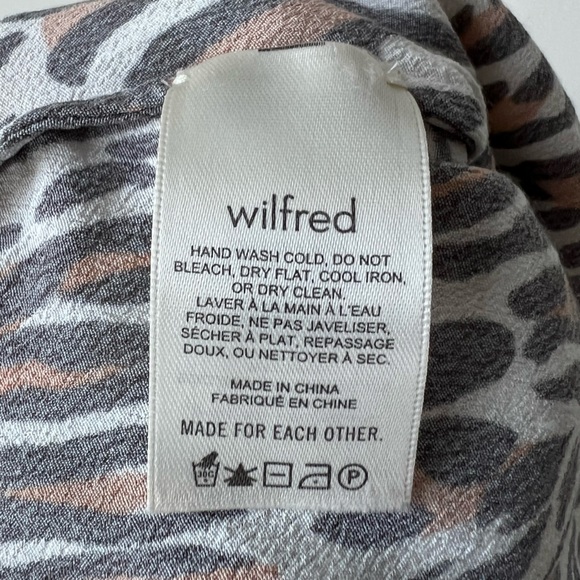 wilfred
HAND WASH COLD, DO NOT
BLEACH, DRY FLAT, COOL IRON,
OR DRY CLEAN.
LAVER À LA MAIN À L'EAU
FROIDE, NE PAS JAVELISER,
SÉCHER À PLAT, REPASSAGE
DOUX, OU NETTOYER À SEC.
MADE IN CHINA
FABRIQUÉ EN CHINE
MADE FOR EACH OTHER.
30C P